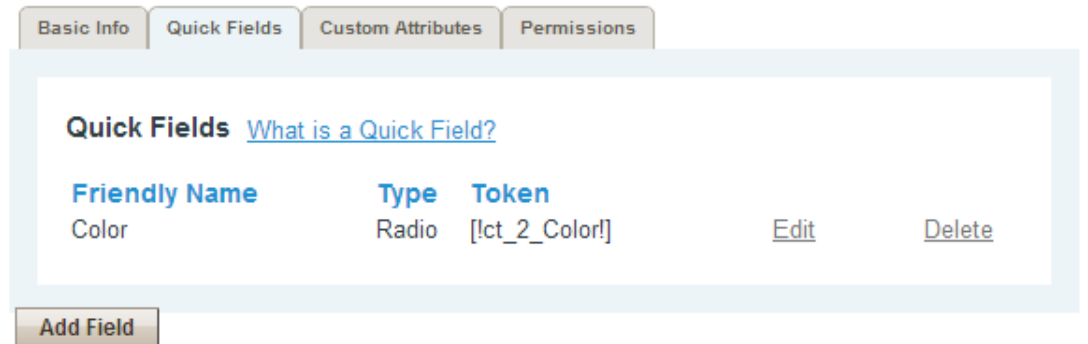 Basic Info Quick Fields Custom Attributes Permissions
Quick Fields What is a Quick Field?
Friendly Name Type Token
Color Radio [!ct_2_Color!] Edit Delete
Add Field